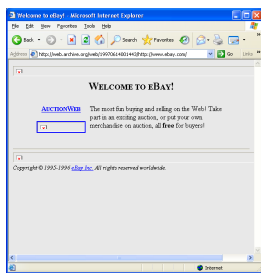 Welcome to eBay! - Microsoft Internet Explorer
File Edit View Favorites Tools Help
Back Search Favorites
Address http://web.archive.org/web/19970614001443/http://www.ebay.com/ Go Links
WELCOME TO EBAY!
AUCTIONWEB The most fun buying and selling on the Web! Take
part in an exciting auction, or put your own
merchandise on auction, all free for buyers!
Copyright © 1995-1996 eBay Inc. All rights reserved worldwide.
Internet